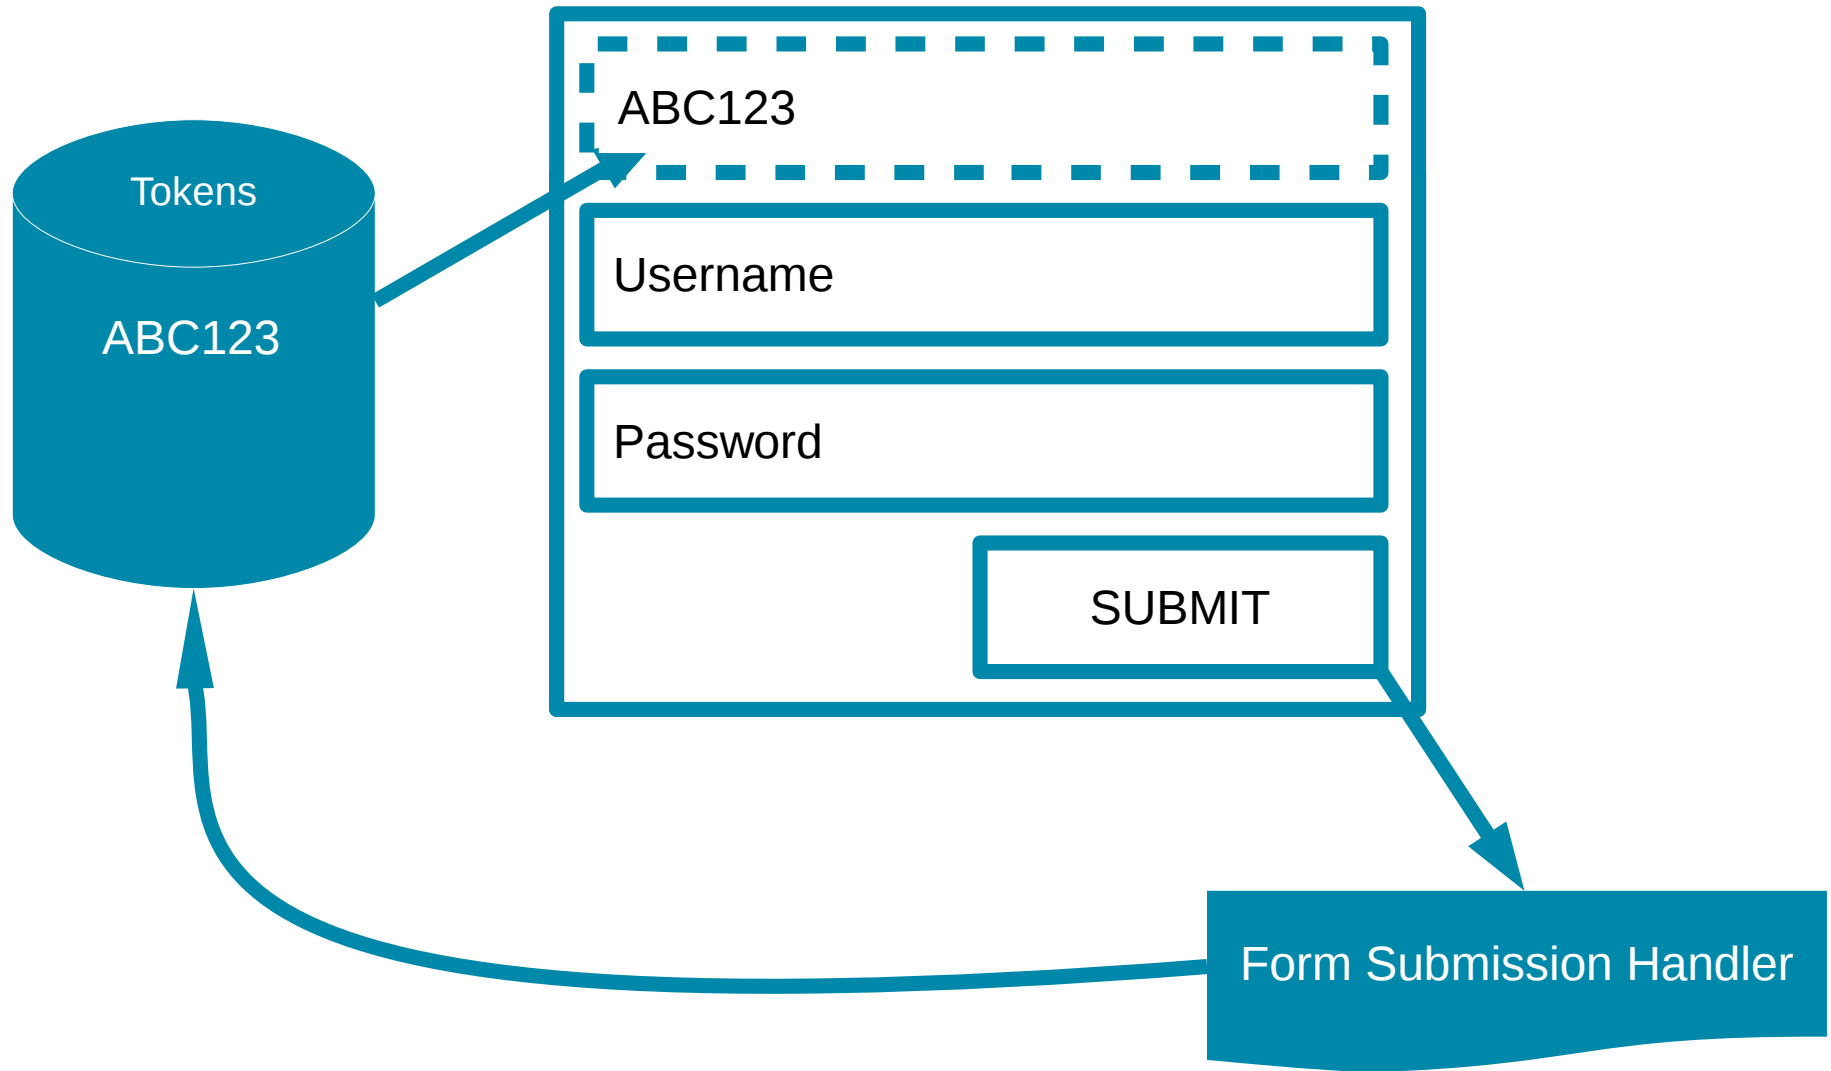 Tokens
ABC123
ABC123
Username
Password
SUBMIT
Form Submission Handler